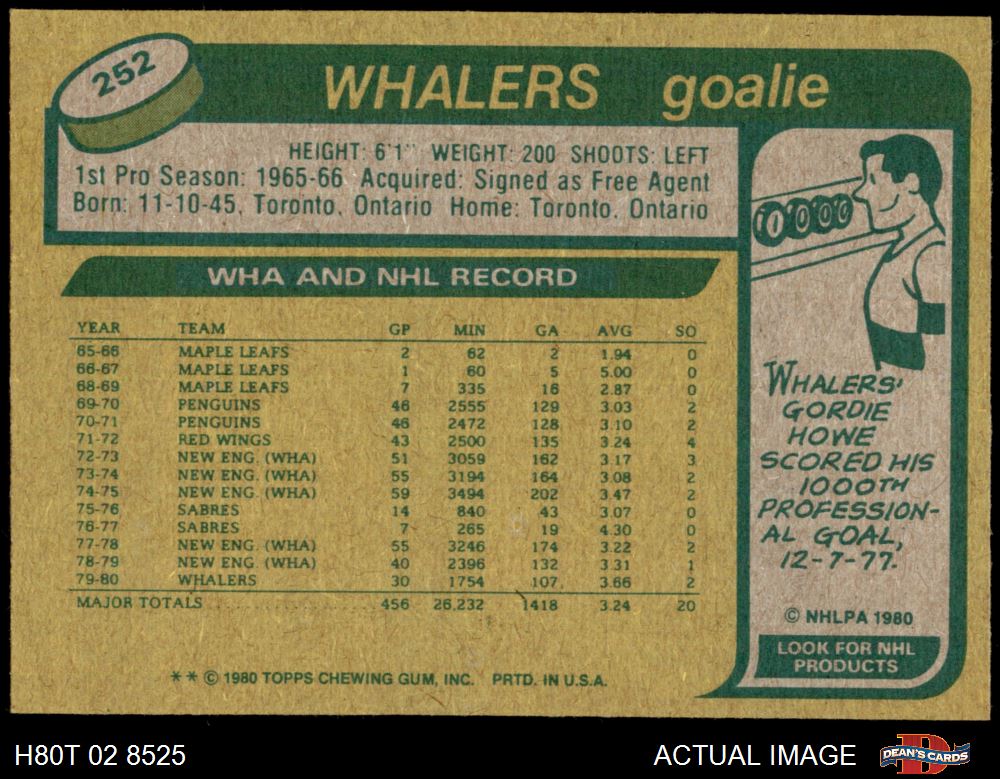 252
WHALERS goalie
HEIGHT: 6'1" WEIGHT: 200 SHOOTS: LEFT
1st Pro Season: 1965-66 Acquired: Signed as Free Agent
Born: 11-10-45, Toronto, Ontario Home: Toronto, Ontario
WHA AND NHL RECORD
YEAR TEAM GP MIN GA AVG SO
65-66 MAPLE LEAFS 2 62 2 1.94 0
66-67 MAPLE LEAFS 1 60 5 5.00 0
68-69 MAPLE LEAFS 7 335 16 2.87 0
69-70 PENGUINS 46 2555 129 3.03 2
70-71 PENGUINS 46 2472 128 3.10 2
71-72 RED WINGS 43 2500 135 3.24 4
72-73 NEW ENG. (WHA) 51 3059 162 3.17 3
73-74 NEW ENG. (WHA) 55 3194 164 3.08 2
74-75 NEW ENG. (WHA) 59 3494 202 3.47 2
75-76 SABRES 14 840 43 3.07 0
76-77 SABRES 7 265 19 4.30 0
77-78 NEW ENG. (WHA) 55 3246 174 3.22 2
78-79 NEW ENG. (WHA) 40 2396 132 3.31 1
79-80 WHALERS 30 1754 107 3.66 2
MAJOR TOTALS 456 26,232 1418 3.24 20
** © 1980 TOPPS CHEWING GUM, INC. PRTD. IN U.S.A.
1000
WHALERS'
GORDIE
HOWE
SCORED HIS
1000TH
PROFESSION-
AL GOAL,
12-7-77.
© NHLPA 1980
LOOK FOR NHL
PRODUCTS
H80T 02 8525 ACTUAL IMAGE
DEAN'S CARDS